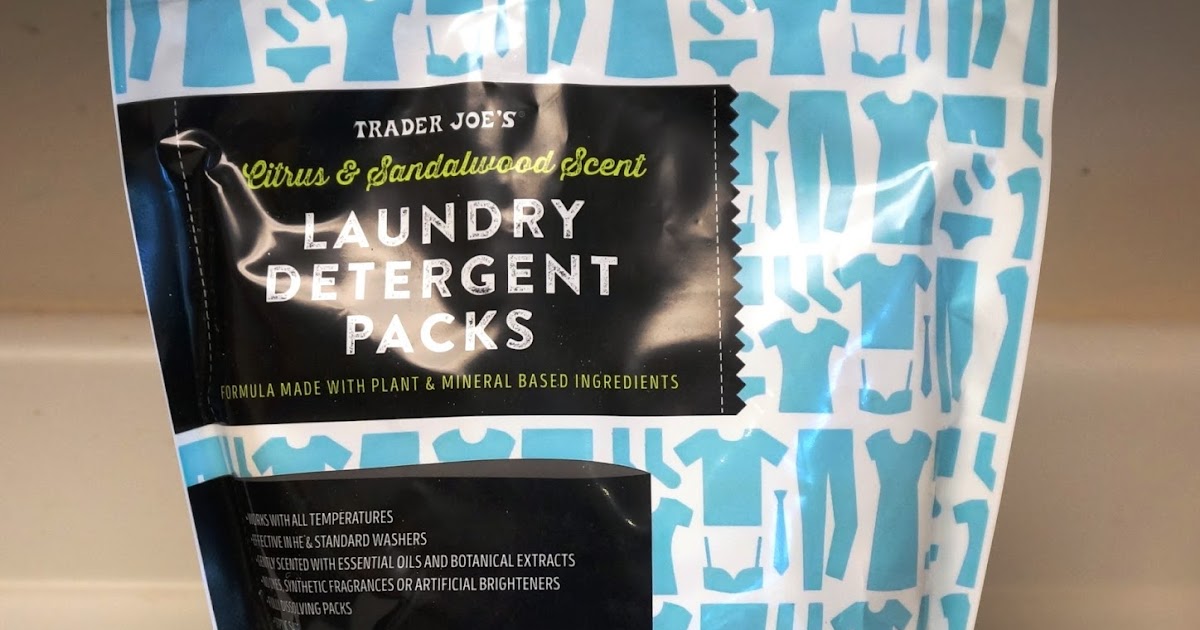 TRADER JOE'S
Citrus & Sandalwood Scent
LAUNDRY
DETERGENT
PACKS
FORMULA MADE WITH PLANT & MINERAL BASED INGREDIENTS
WORKS WITH ALL TEMPERATURES
EFFECTIVE IN HE & STANDARD WASHERS
GENTLY SCENTED WITH ESSENTIAL OILS AND BOTANICAL EXTRACTS
SYNTHETIC FRAGRANCES OR ARTIFICIAL BRIGHTENERS
DISSOLVING PACKS